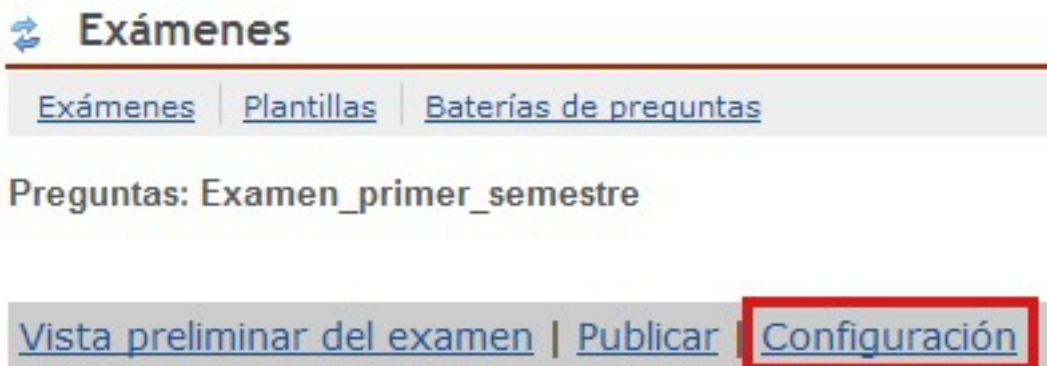 Exámenes
Exámenes | Plantillas | Baterías de preguntas
Preguntas: Examen_primer_semestre
Vista preliminar del examen | Publicar | Configuración